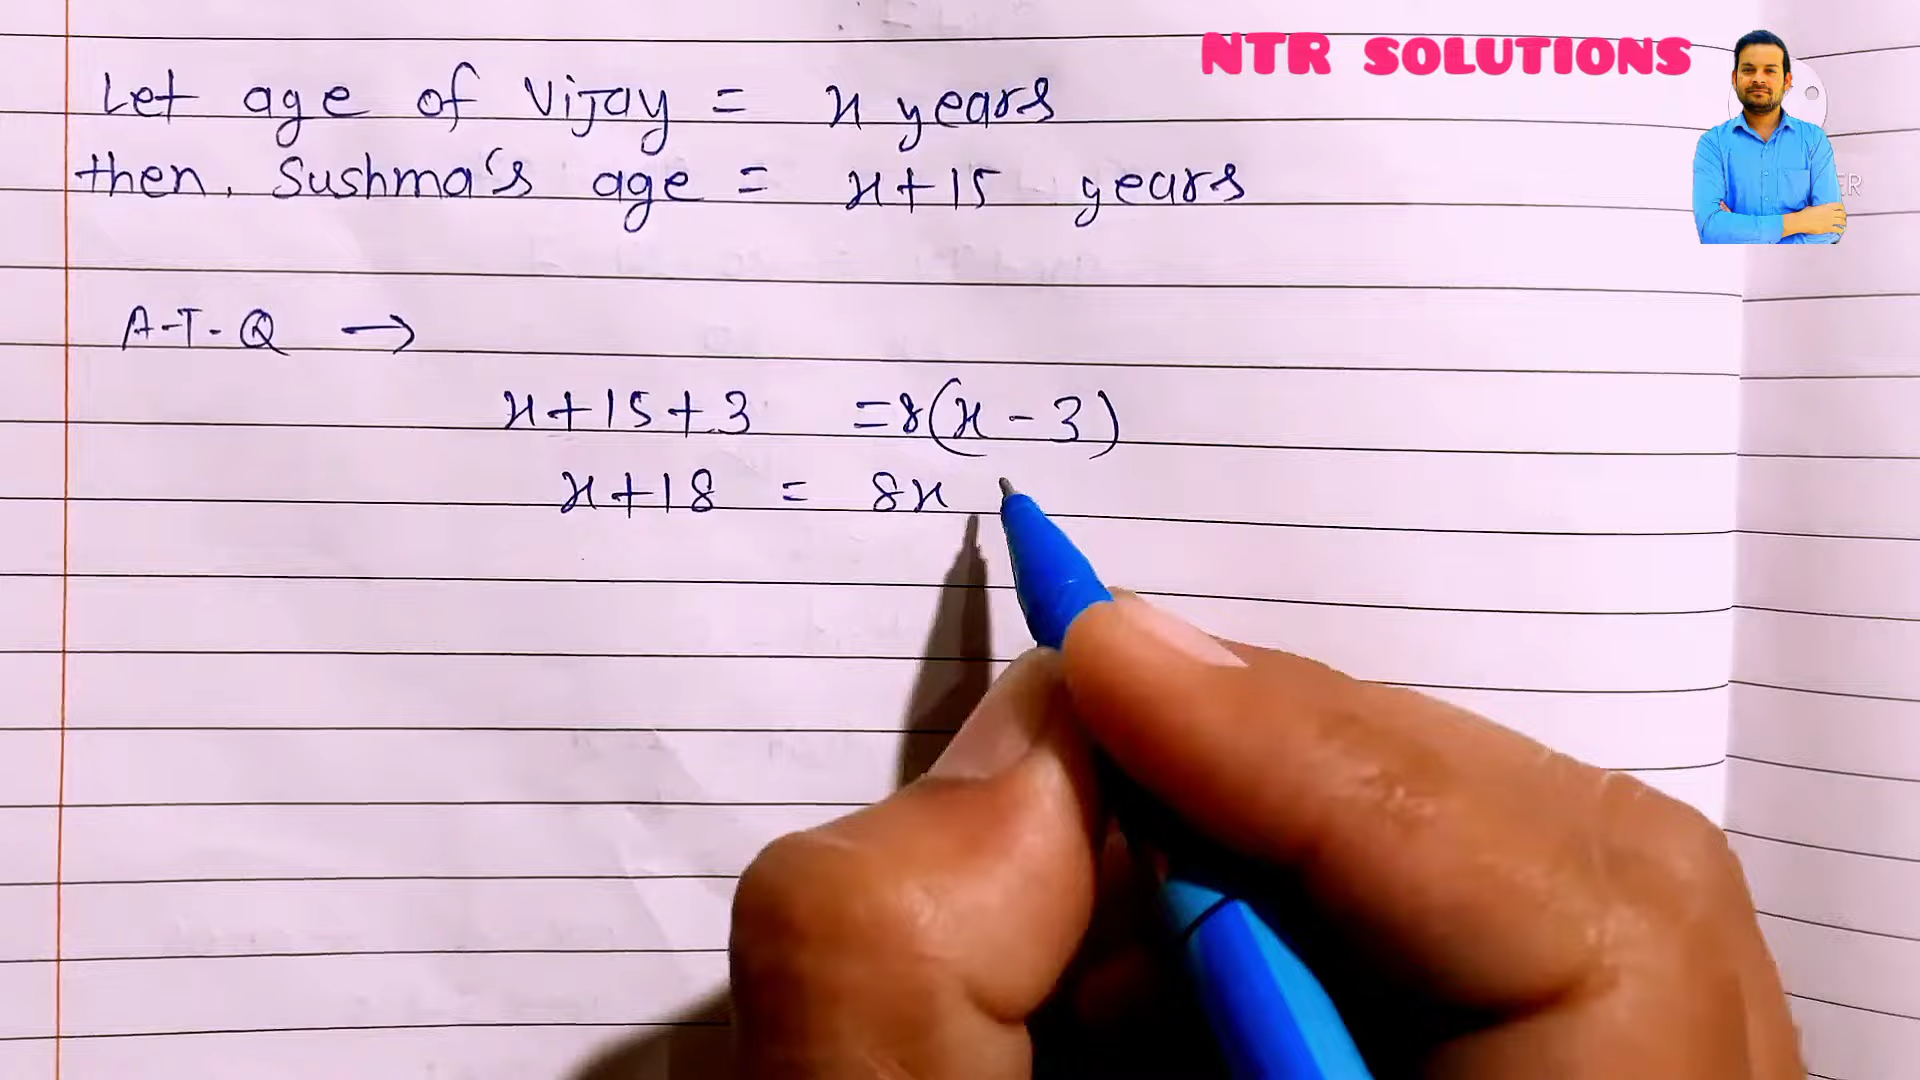 NTR SOLUTIONS
Let age of Vijay = x years
then, Sushma's age = x+15 years
A-T-Q →
x+15+3 = 8(x-3)
x+18 = 8x